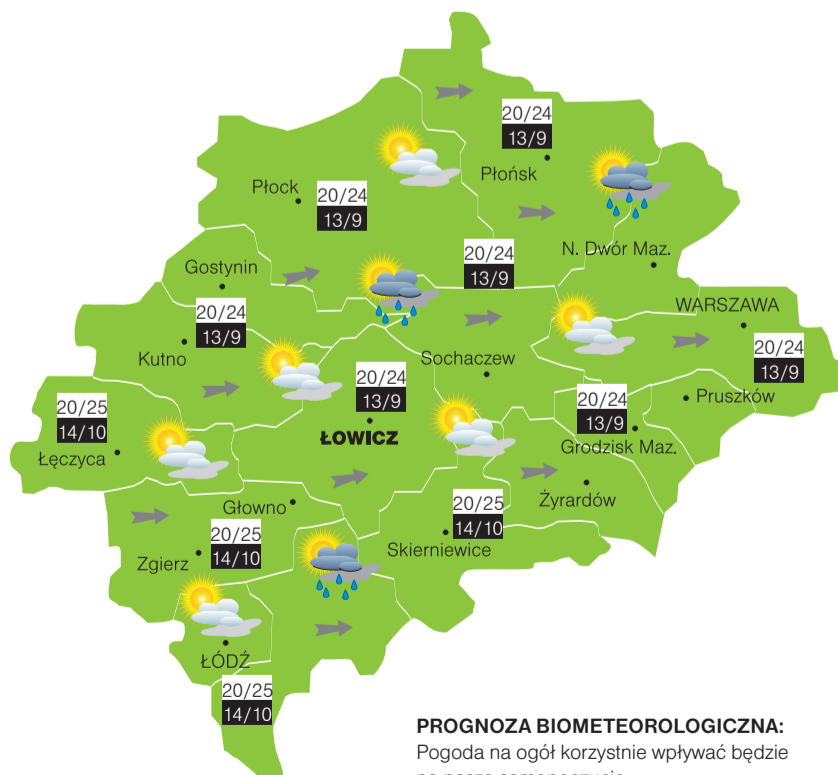 20/24
13/9
Płońsk
Płock
20/24
13/9
N. Dwór Maz.
20/24
13/9
Gostynin
WARSZAWA
20/24
13/9
Kutno
20/24
13/9
Sochaczew
20/24
13/9
Pruszków
20/24
13/9
Grodzisk Maz.
ŁOWICZ
20/25
14/10
Łęczyca
Żyrardów
Głowno
20/25
14/10
Skierniewice
20/25
14/10
Zgierz
ŁÓDŹ
20/25
14/10
PROGNOZA BIOMETEOROLOGICZNA:
Pogoda na ogół korzystnie wpływać będzie
na nasze samopoczucie